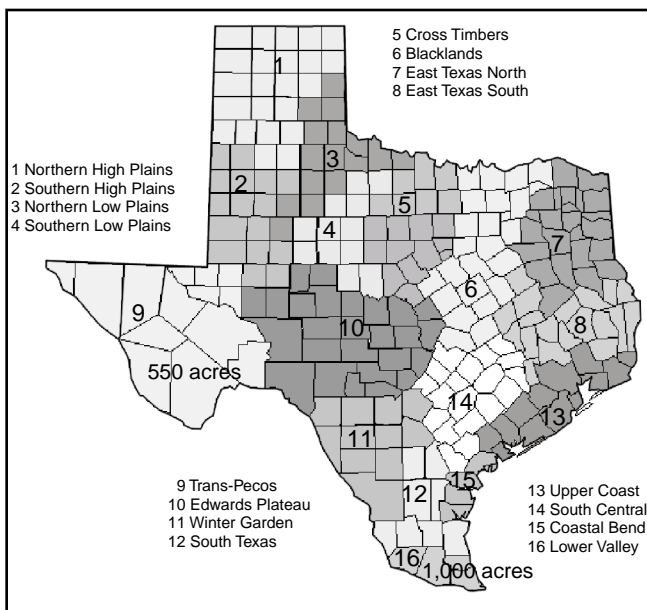 5 Cross Timbers
6 Blacklands
7 East Texas North
8 East Texas South
1 Northern High Plains
2 Southern High Plains
3 Northern Low Plains
4 Southern Low Plains
1
3
2
5
4
7
6
9
10
8
550 acres
14
13
11
15
12
16
1,000 acres
9 Trans-Pecos
10 Edwards Plateau
11 Winter Garden
12 South Texas
13 Upper Coast
14 South Central
15 Coastal Bend
16 Lower Valley